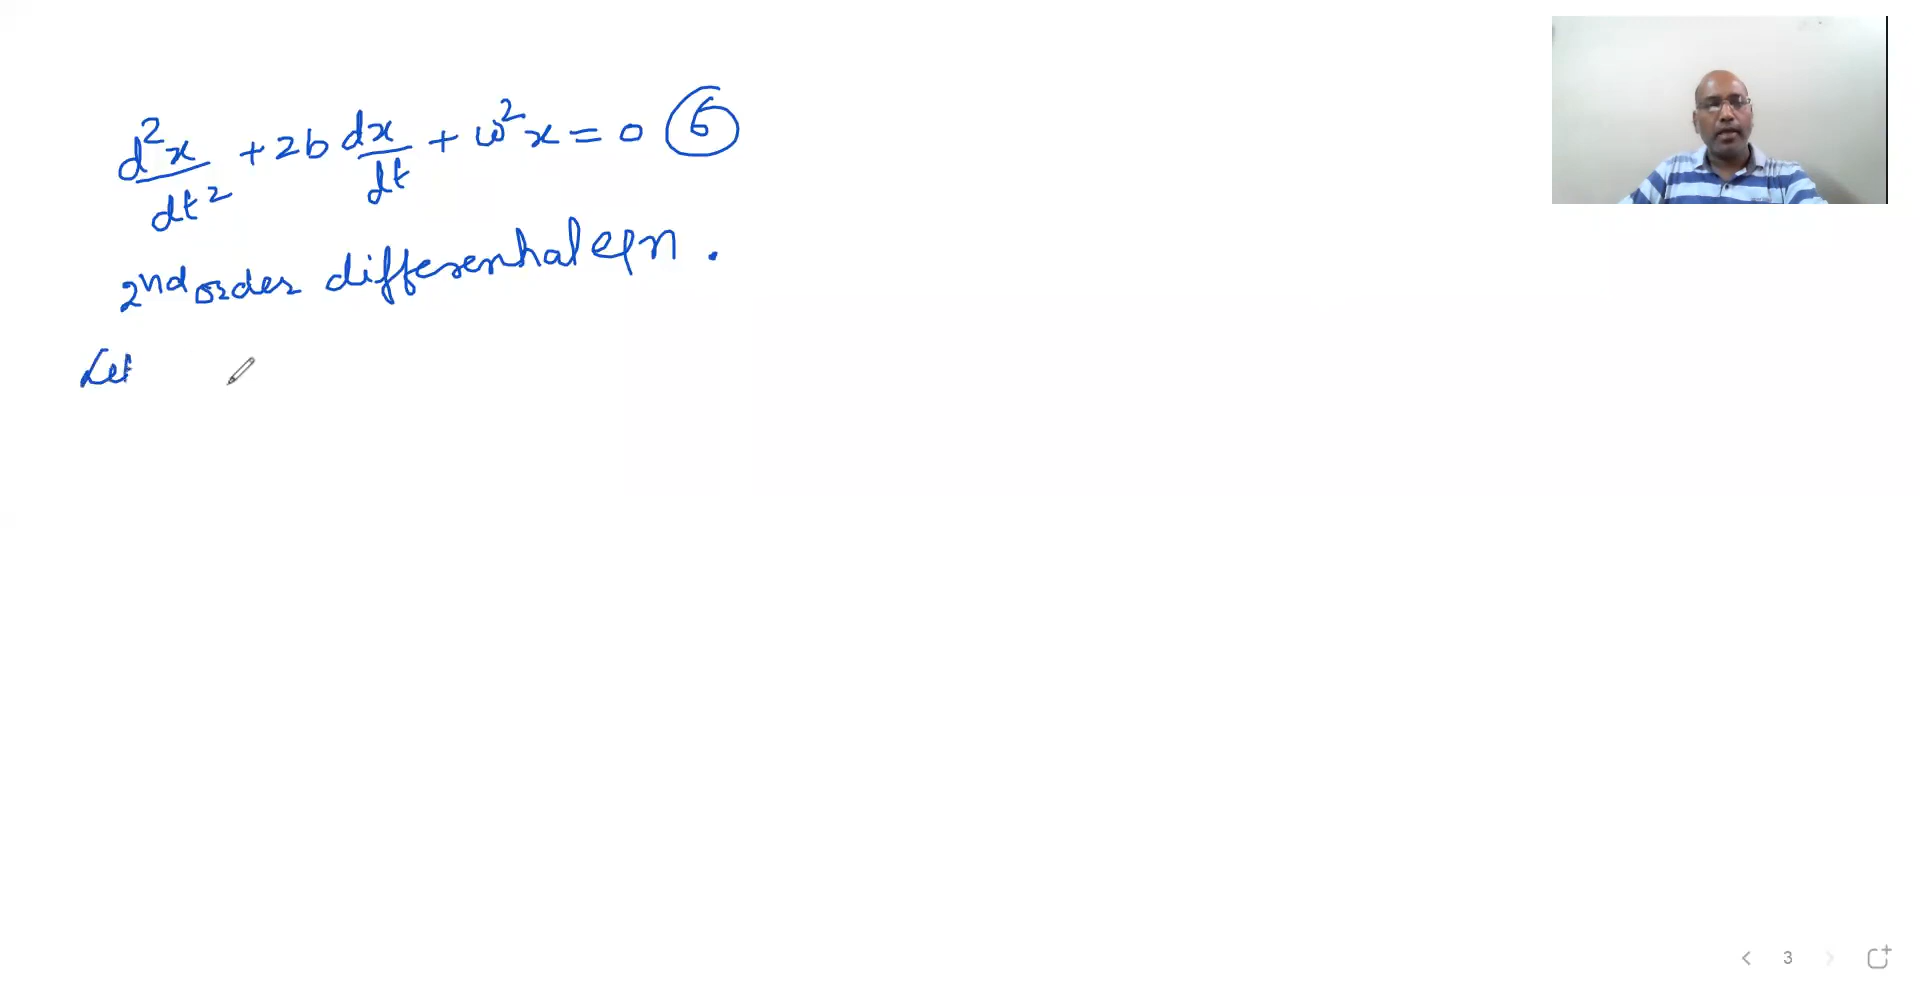 d²x/dt² + 2b dx/dt + ω²x = 0 ⑥
2nd order differential eqn.
Let
3